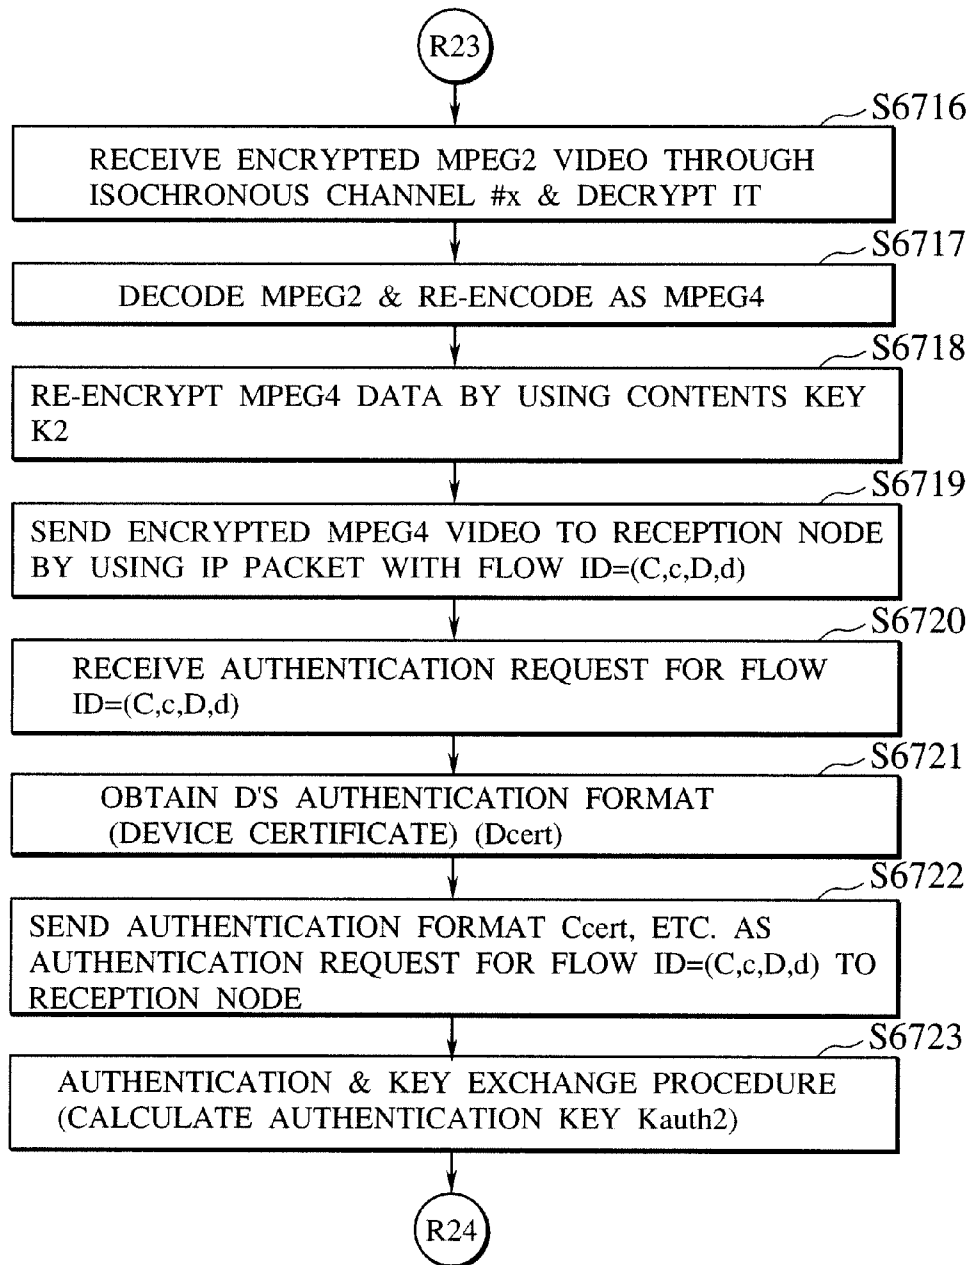 R23
S6716
RECEIVE ENCRYPTED MPEG2 VIDEO THROUGH
ISOCHRONOUS CHANNEL #x & DECRYPT IT
S6717
DECODE MPEG2 & RE-ENCODE AS MPEG4
S6718
RE-ENCRYPT MPEG4 DATA BY USING CONTENTS KEY
K2
S6719
SEND ENCRYPTED MPEG4 VIDEO TO RECEPTION NODE
BY USING IP PACKET WITH FLOW ID=(C,c,D,d)
S6720
RECEIVE AUTHENTICATION REQUEST FOR FLOW
ID=(C,c,D,d)
S6721
OBTAIN D'S AUTHENTICATION FORMAT
(DEVICE CERTIFICATE) (Dcert)
S6722
SEND AUTHENTICATION FORMAT Ccert, ETC. AS
AUTHENTICATION REQUEST FOR FLOW ID=(C,c,D,d) TO
RECEPTION NODE
S6723
AUTHENTICATION & KEY EXCHANGE PROCEDURE
(CALCULATE AUTHENTICATION KEY Kauth2)
R24